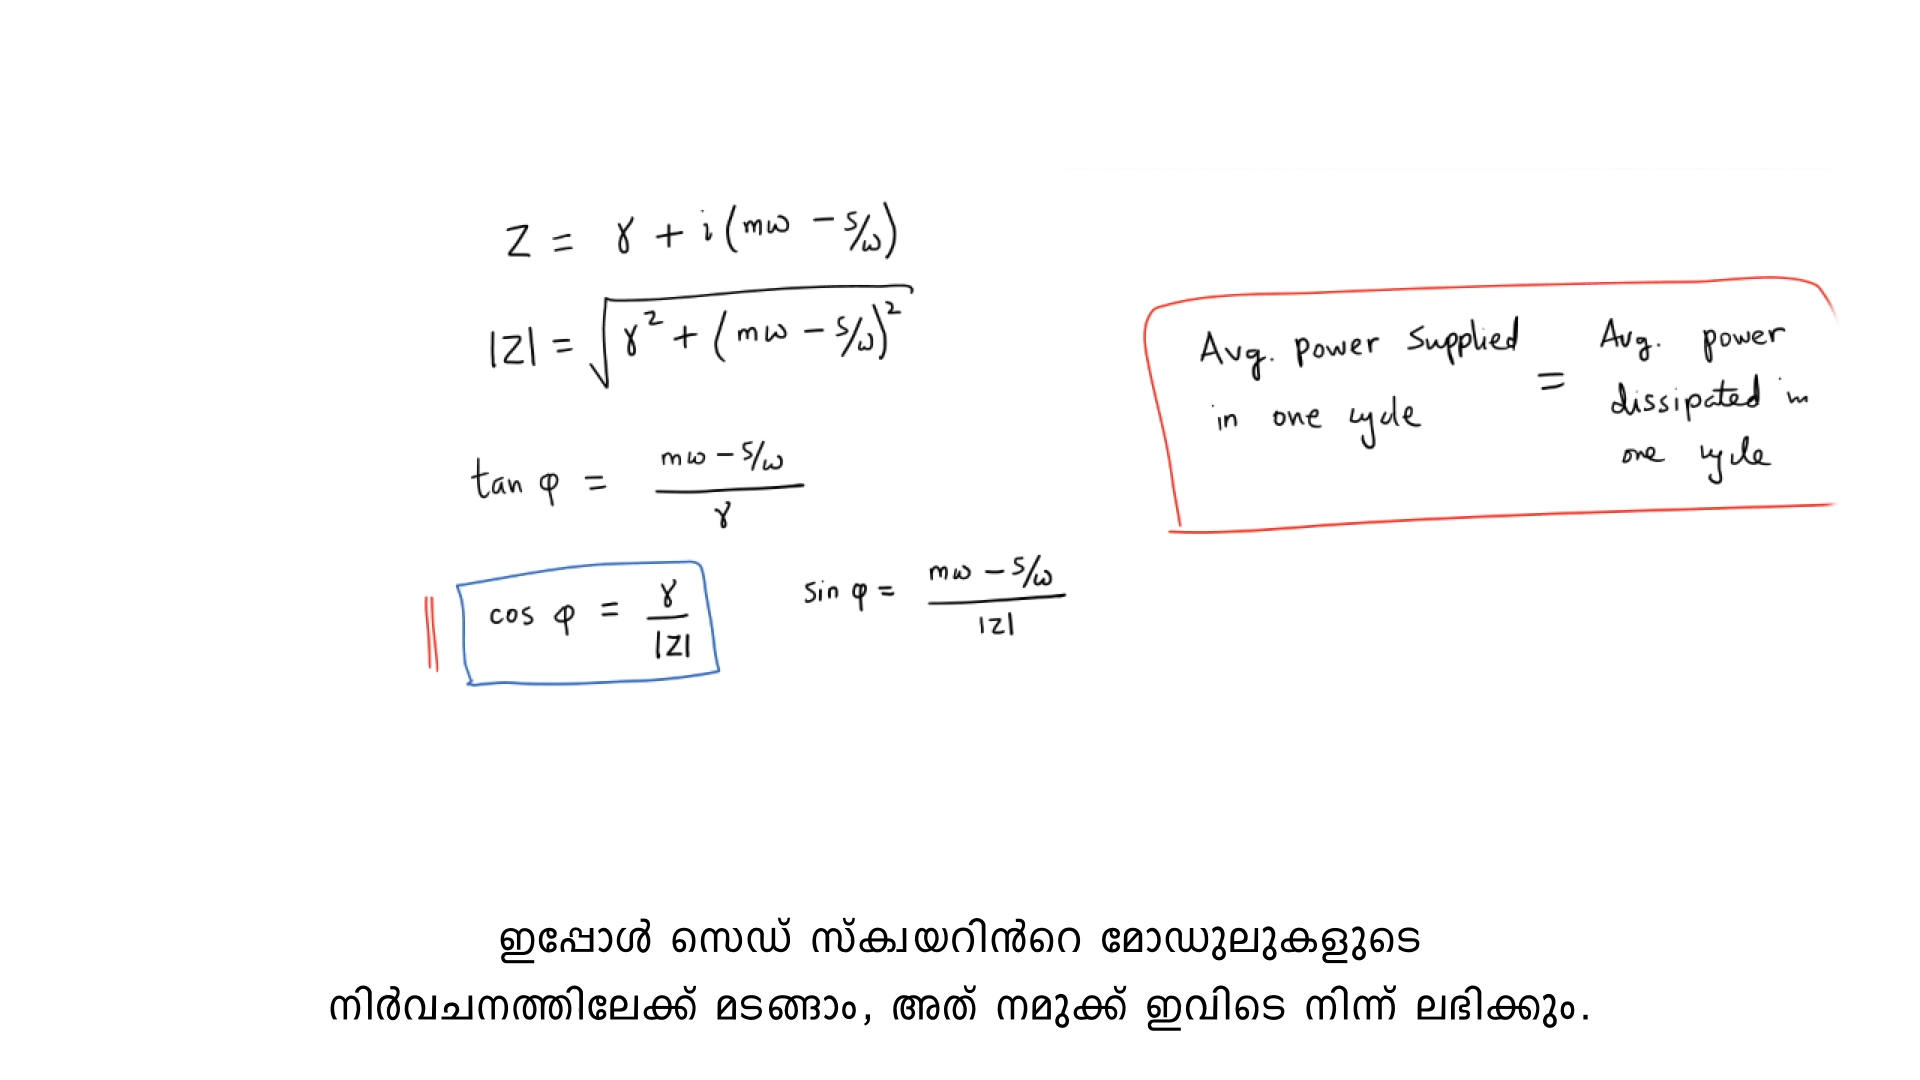 Z = γ + i(mω − s/ω)
|Z| = √(γ² + (mω − s/ω)²)
tan φ = (mω − s/ω)/γ
cos φ = γ/|Z|
sin φ = (mω − s/ω)/|Z|
Avg. power supplied
in one cycle
=
Avg. power
dissipated in
one cycle
ഇപ്പോൾ സെഡ് സ്ക്വയറിൻറെ മോഡുലുകളുടെ
നിർവചനത്തിലേക്ക് മടങ്ങാം, അത് നമുക്ക് ഇവിടെ നിന്ന് ലഭിക്കും.